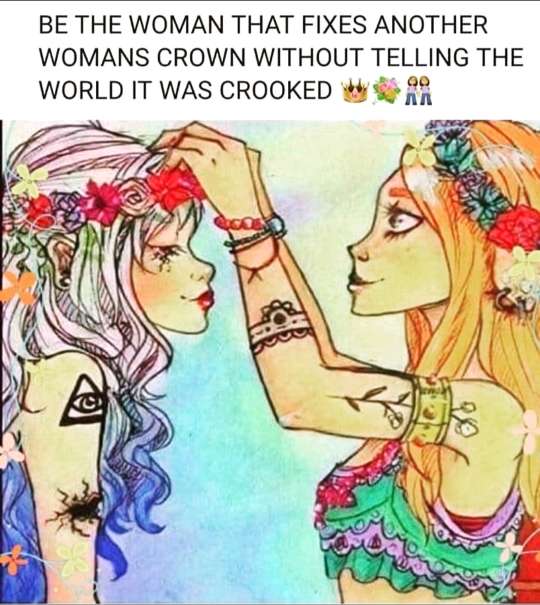 BE THE WOMAN THAT FIXES ANOTHER
WOMANS CROWN WITHOUT TELLING THE
WORLD IT WAS CROOKED 👑💐👭